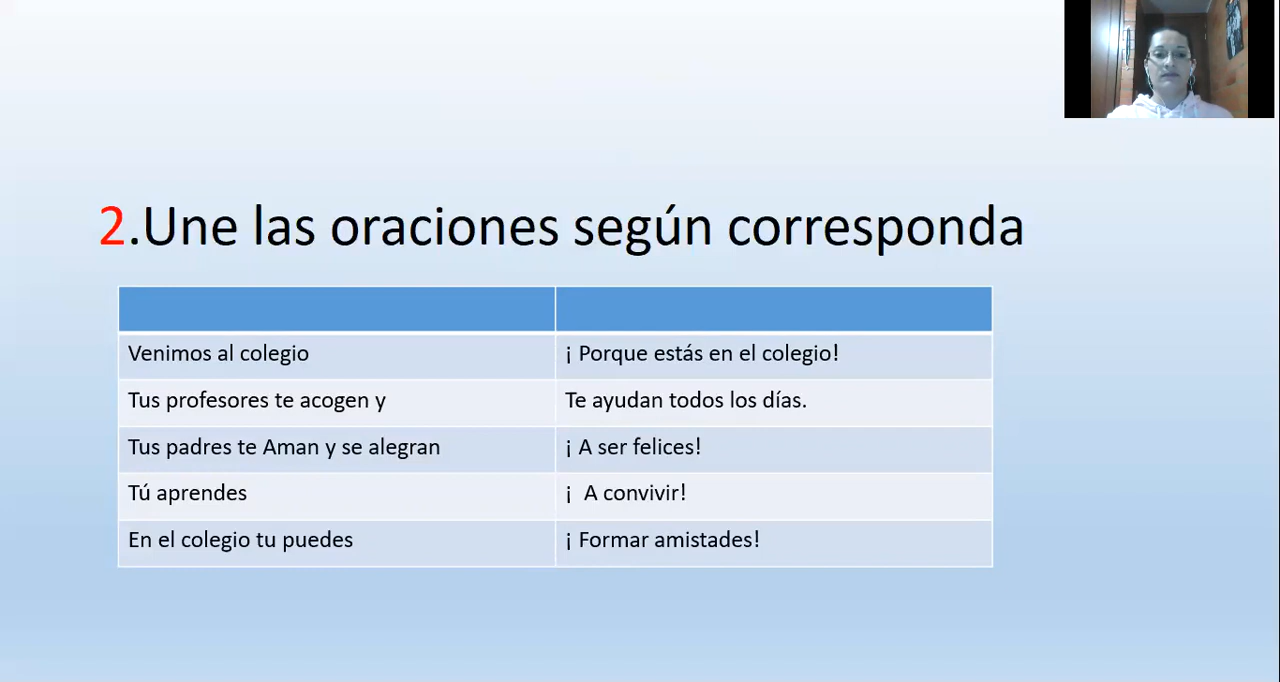 2.Une las oraciones según corresponda
Venimos al colegio
¡ Porque estás en el colegio!
Tus profesores te acogen y
Te ayudan todos los días.
Tus padres te Aman y se alegran
¡ A ser felices!
Tú aprendes
¡ A convivir!
En el colegio tu puedes
¡ Formar amistades!